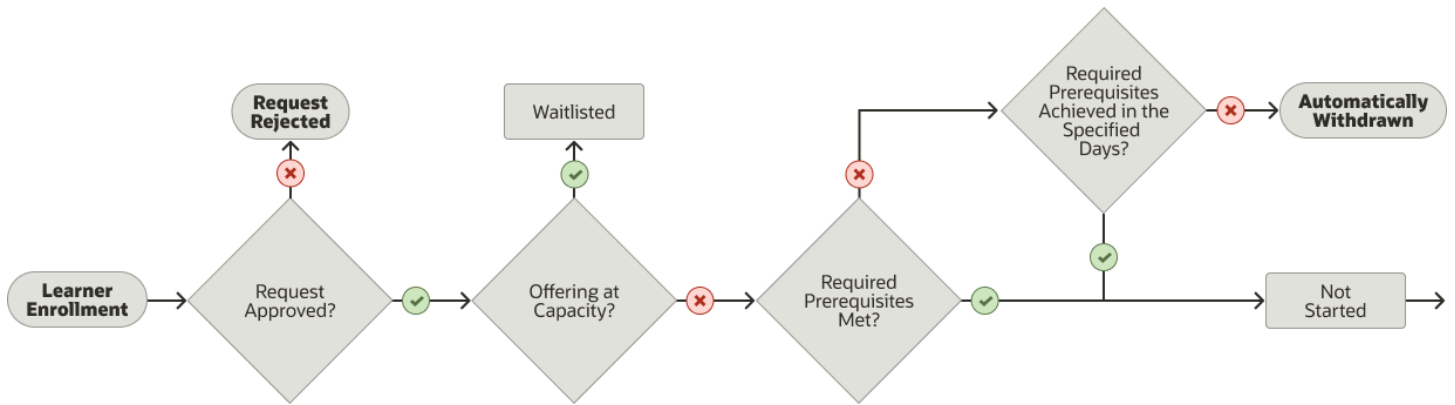 Learner
Enrollment
Request
Approved?
Request
Rejected
Offering at
Capacity?
Waitlisted
Required
Prerequisites
Met?
Required
Prerequisites
Achieved in the
Specified
Days?
Automatically
Withdrawn
Not
Started